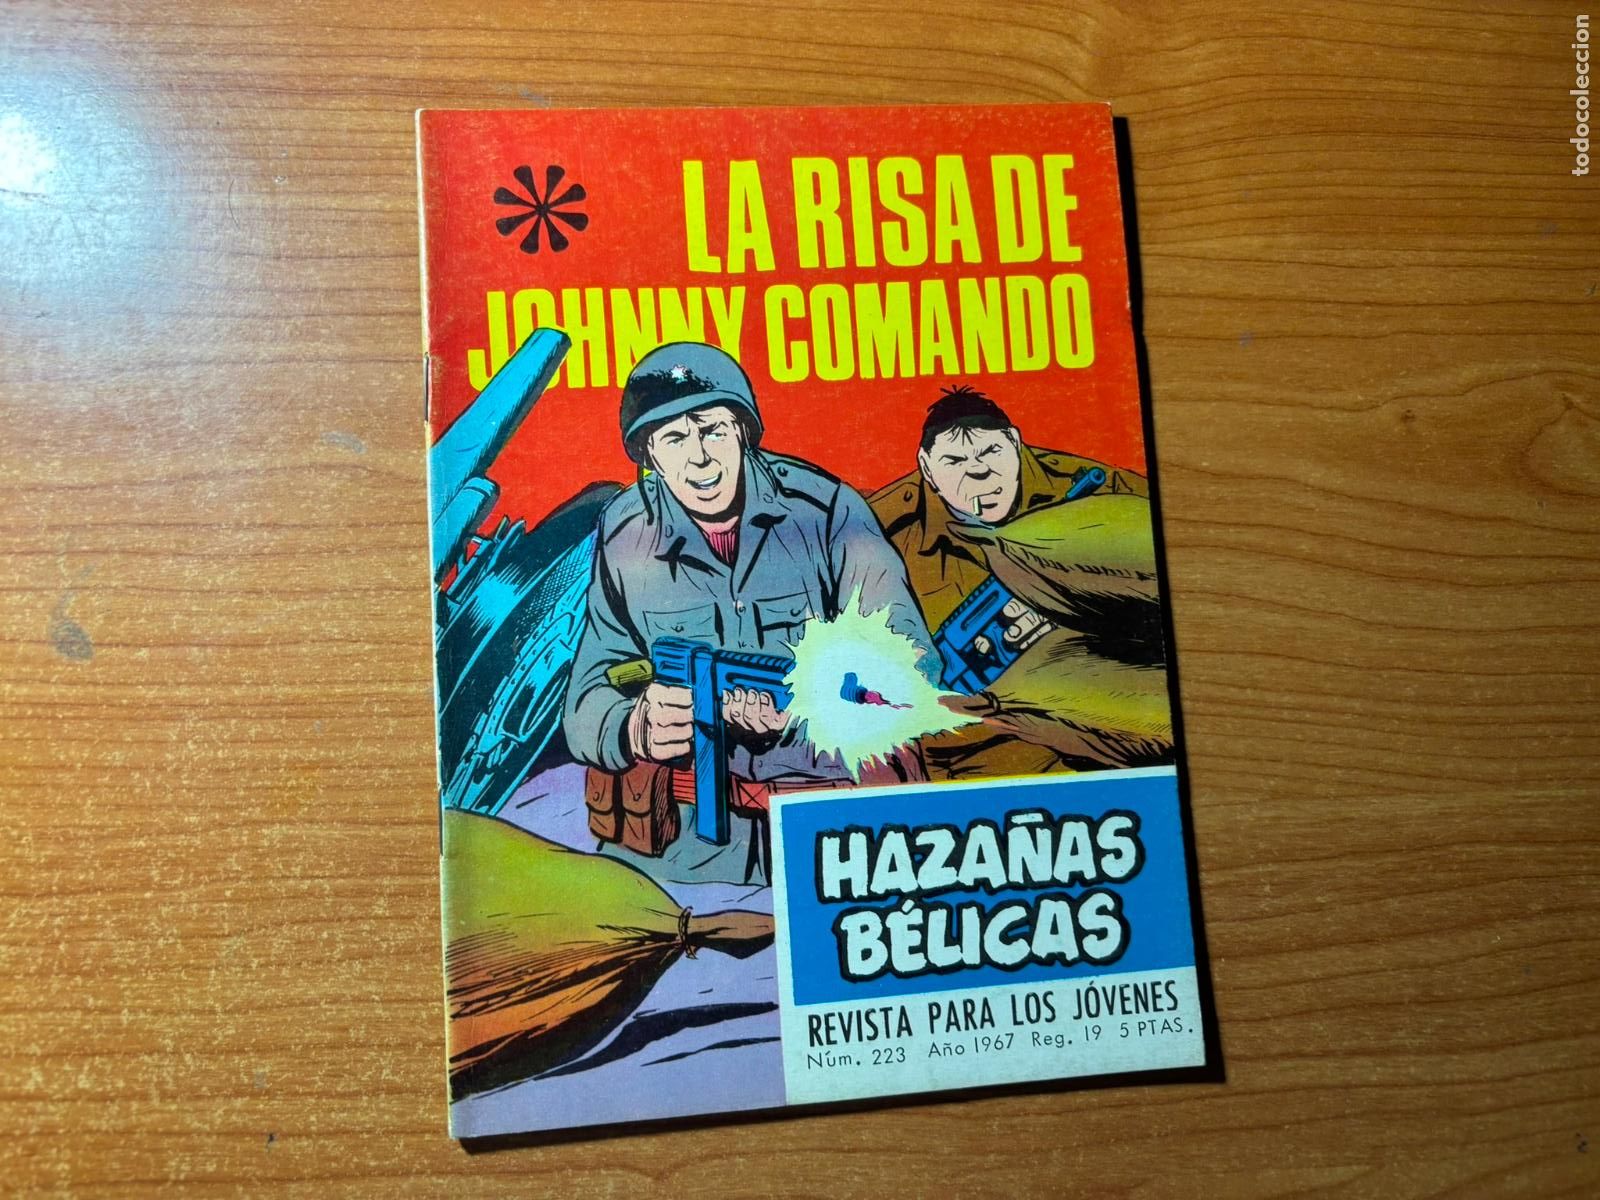 LA RISA DE
JOHNNY COMANDO
HAZAÑAS
BÉLICAS
REVISTA PARA LOS JÓVENES
Núm. 223 Año 1967 Reg. 19 5 PTAS.
todocoleccion